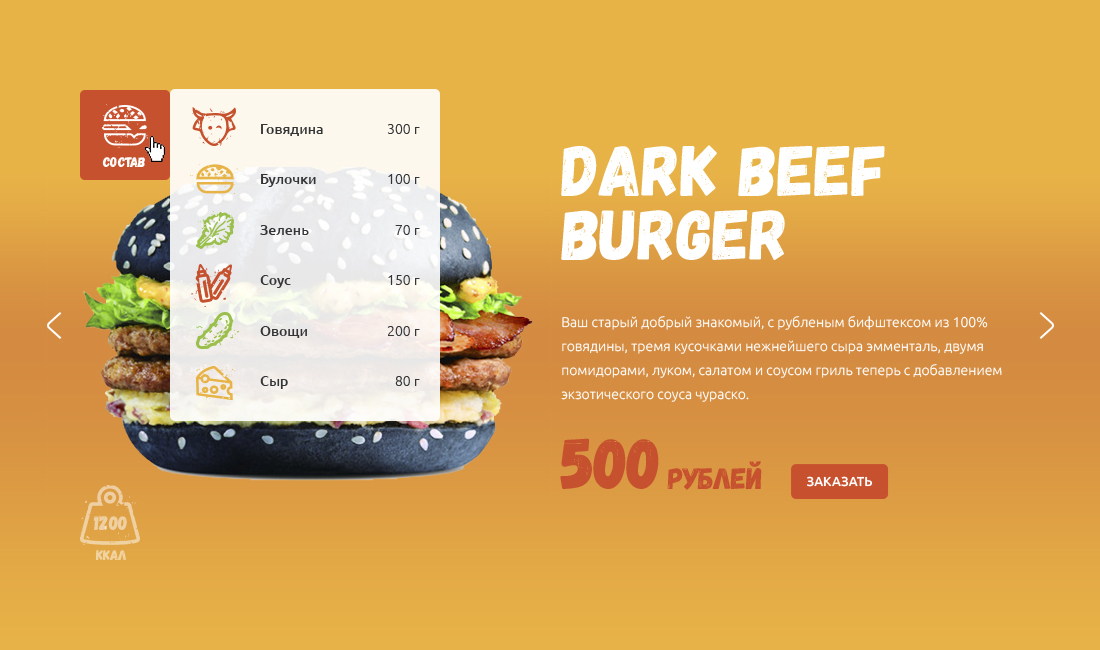 СОСТАВ
Говядина 300 г
Булочки 100 г
Зелень 70 г
Соус 150 г
Овощи 200 г
Сыр 80 г
DARK BEEF
BURGER
Ваш старый добрый знакомый, с рубленым бифштексом из 100%
говядины, тремя кусочками нежнейшего сыра эмменталь, двумя
помидорами, луком, салатом и соусом гриль теперь с добавлением
экзотического соуса чураско.
500 РУБЛЕЙ
ЗАКАЗАТЬ
1200
ККАЛ